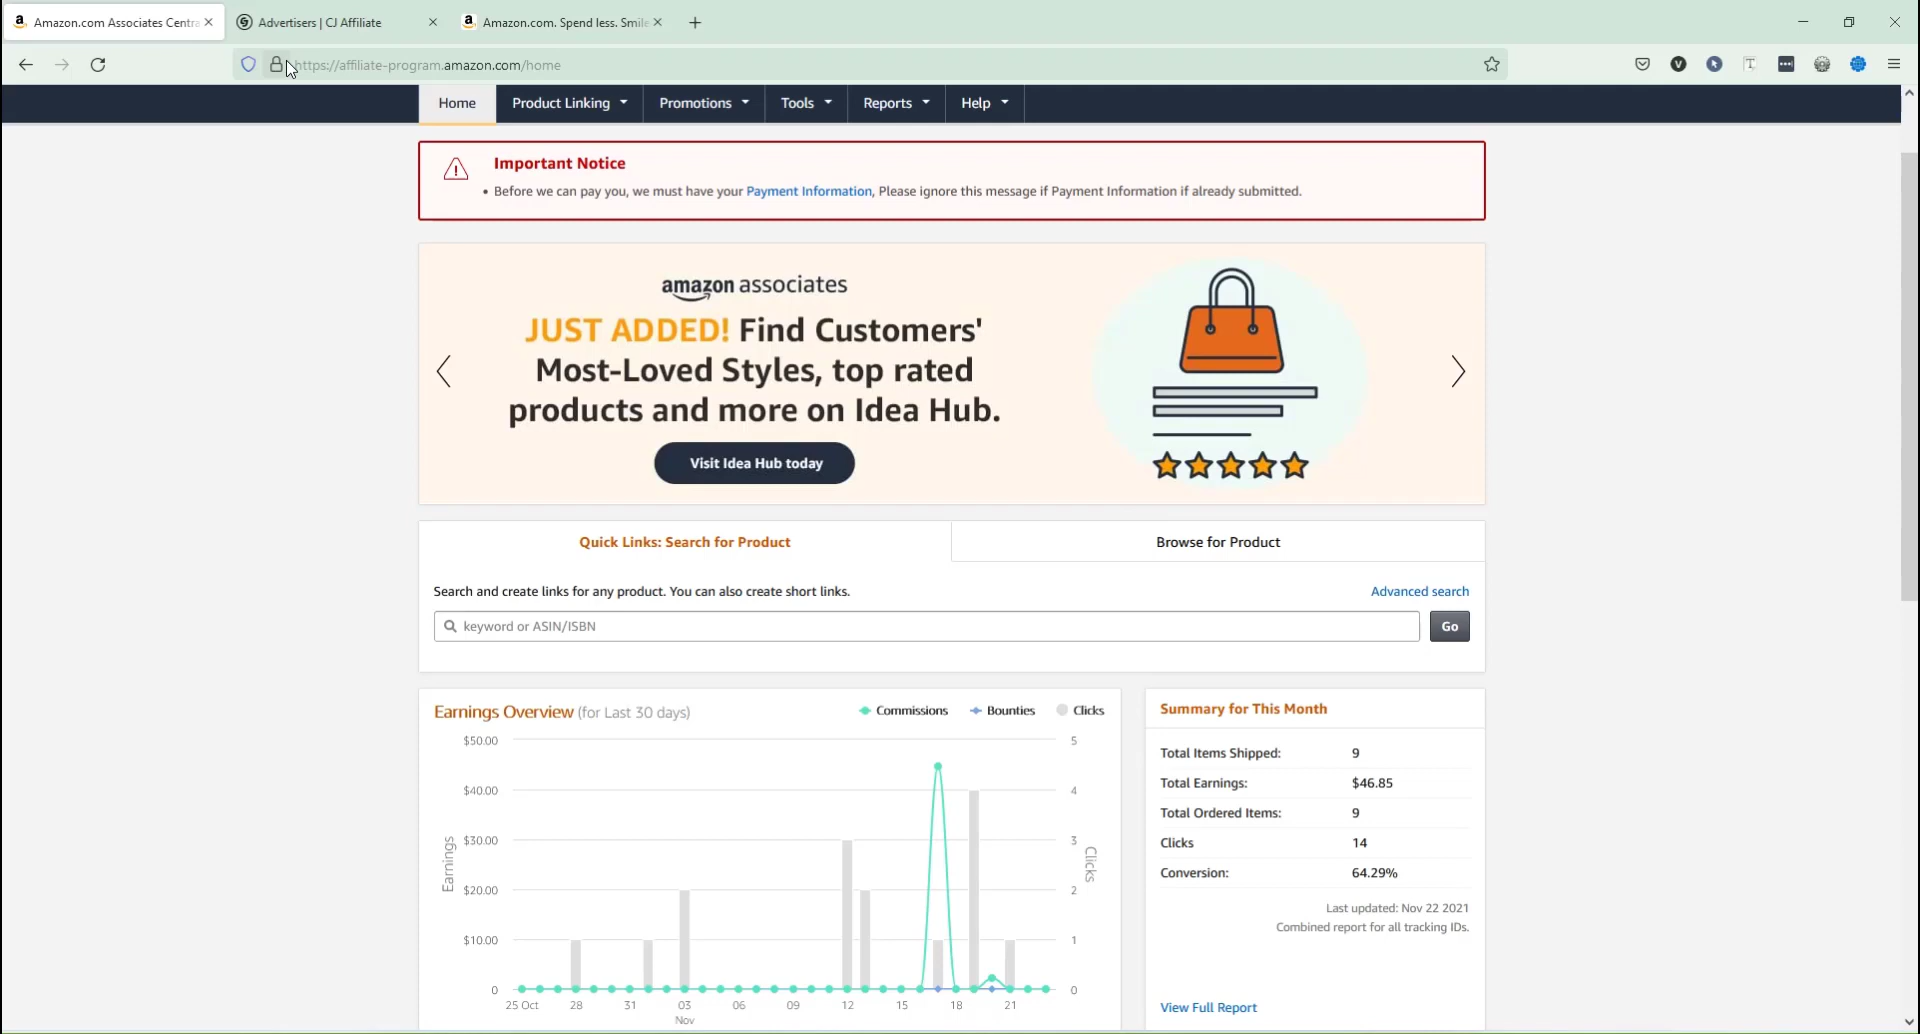 Amazon.com Associates Centra
Advertisers | CJ Affiliate
Amazon.com. Spend less. Smile
https://affiliate-program.amazon.com/home
Home
Product Linking
Promotions
Tools
Reports
Help
Important Notice
• Before we can pay you, we must have your Payment Information, Please ignore this message if Payment Information if already submitted.
amazon associates
JUST ADDED! Find Customers'
Most-Loved Styles, top rated
products and more on Idea Hub.
Visit Idea Hub today
Quick Links: Search for Product
Browse for Product
Search and create links for any product. You can also create short links.
Advanced search
keyword or ASIN/ISBN
Go
Earnings Overview (for Last 30 days)
Commissions
Bounties
Clicks
$50.00
$40.00
$30.00
$20.00
$10.00
0
Earnings
5
4
3
2
1
0
Clicks
25 Oct 28 31 03 06 09 12 15 18 21
Nov
Summary for This Month
Total Items Shipped: 9
Total Earnings: $46.85
Total Ordered Items: 9
Clicks 14
Conversion: 64.29%
Last updated: Nov 22 2021
Combined report for all tracking IDs.
View Full Report